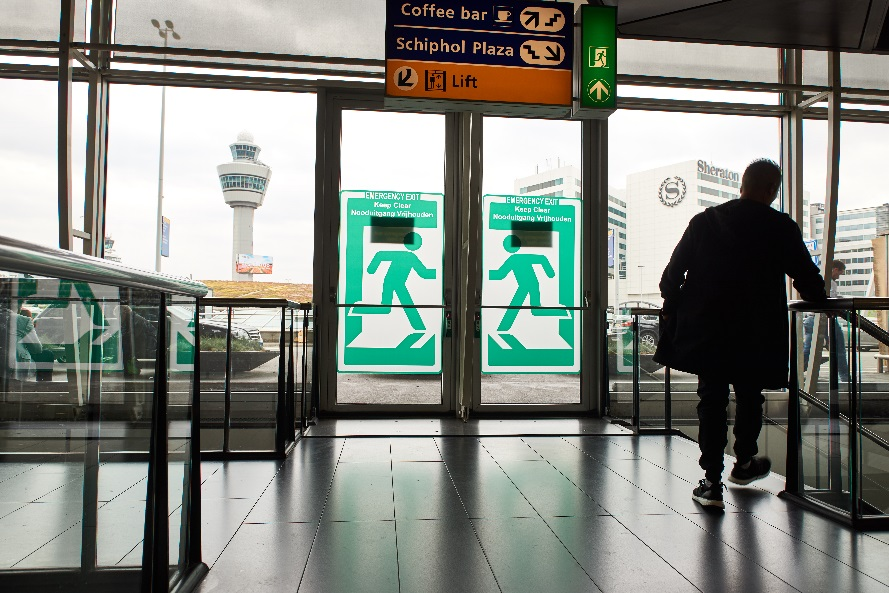 Coffee bar
Schiphol Plaza
Lift
EMERGENCY EXIT
Keep Clear
Nooduitgang Vrijhouden
EMERGENCY EXIT
Keep Clear
Nooduitgang Vrijhouden
Sheraton
S